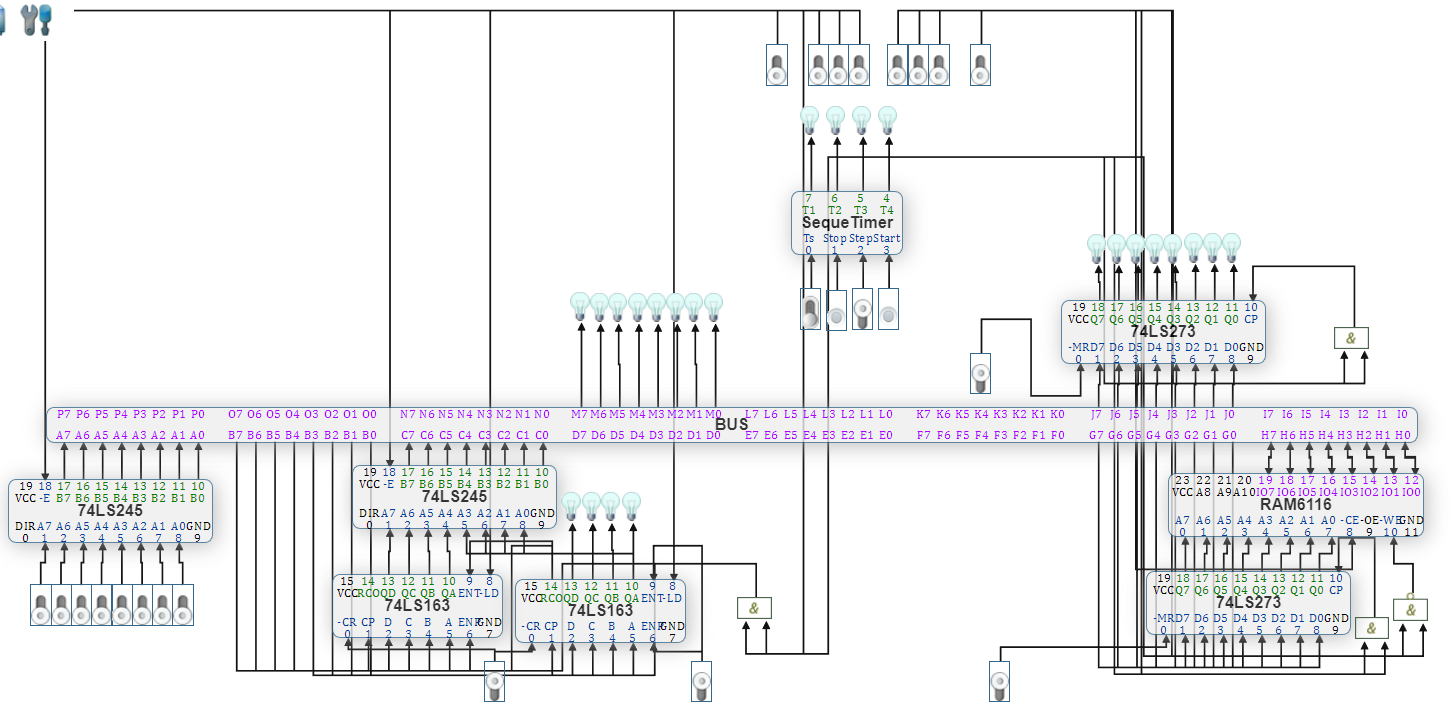 7 6 5 4
T1 T2 T3 T4
SequeTimer
Ts Stop Step Start
0 1 2 3
19 18 17 16 15 14 13 12 11 10
VCC Q7 Q6 Q5 Q4 Q3 Q2 Q1 Q0 CP
74LS273
-MR D7 D6 D5 D4 D3 D2 D1 D0 GND
0 1 2 3 4 5 6 7 8 9
&
P7 P6 P5 P4 P3 P2 P1 P0 O7 O6 O5 O4 O3 O2 O1 O0 N7 N6 N5 N4 N3 N2 N1 N0 M7 M6 M5 M4 M3 M2 M1 M0 L7 L6 L5 L4 L3 L2 L1 L0 K7 K6 K5 K4 K3 K2 K1 K0 J7 J6 J5 J4 J3 J2 J1 J0 I7 I6 I5 I4 I3 I2 I1 I0
BUS
A7 A6 A5 A4 A3 A2 A1 A0 B7 B6 B5 B4 B3 B2 B1 B0 C7 C6 C5 C4 C3 C2 C1 C0 D7 D6 D5 D4 D3 D2 D1 D0 E7 E6 E5 E4 E3 E2 E1 E0 F7 F6 F5 F4 F3 F2 F1 F0 G7 G6 G5 G4 G3 G2 G1 G0 H7 H6 H5 H4 H3 H2 H1 H0
19 18 17 16 15 14 13 12 11 10
VCC -E B7 B6 B5 B4 B3 B2 B1 B0
74LS245
DIR A7 A6 A5 A4 A3 A2 A1 A0 GND
0 1 2 3 4 5 6 7 8 9
19 18 17 16 15 14 13 12 11 10
VCC -E B7 B6 B5 B4 B3 B2 B1 B0
74LS245
DIR A7 A6 A5 A4 A3 A2 A1 A0 GND
0 1 2 3 4 5 6 7 8 9
23 22 21 20 19 18 17 16 15 14 13 12
VCC A8 A9 A10 IO7 IO6 IO5 IO4 IO3 IO2 IO1 IO0
RAM6116
A7 A6 A5 A4 A3 A2 A1 A0 -CE -OE -WE GND
0 1 2 3 4 5 6 7 8 9 10 11
15 14 13 12 11 10 9 8
VCC RCO QD QC QB QA ENT -LD
74LS163
-CR CP D C B A ENP GND
0 1 2 3 4 5 6 7
15 14 13 12 11 10 9 8
VCC RCO QD QC QB QA ENT -LD
74LS163
-CR CP D C B A ENP GND
0 1 2 3 4 5 6 7
&
19 18 17 16 15 14 13 12 11 10
VCC Q7 Q6 Q5 Q4 Q3 Q2 Q1 Q0 CP
74LS273
-MR D7 D6 D5 D4 D3 D2 D1 D0 GND
0 1 2 3 4 5 6 7 8 9
&
&